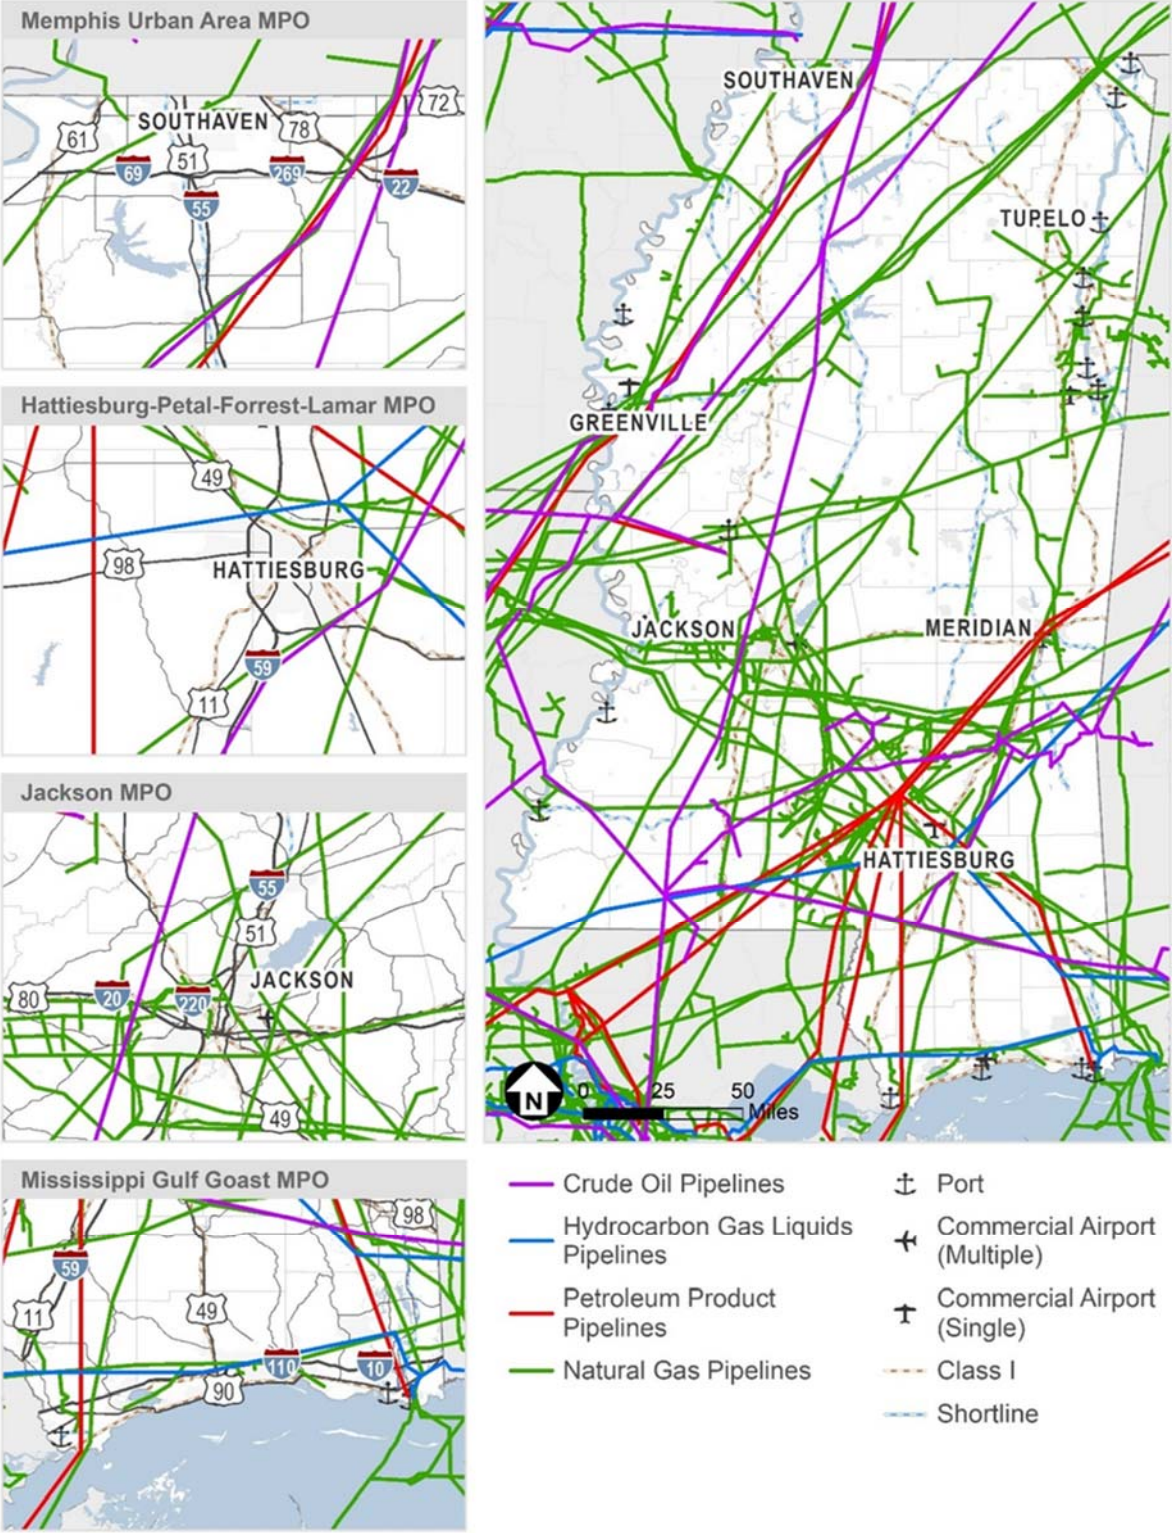 Memphis Urban Area MPO
72
61
SOUTHAVEN
78
51
69
269
22
55
Hattiesburg-Petal-Forrest-Lamar MPO
49
98
HATTIESBURG
59
11
Jackson MPO
55
51
JACKSON
80
20
220
49
Mississippi Gulf Goast MPO
98
59
11
49
110
10
90
SOUTHAVEN
TUPELO
GREENVILLE
JACKSON
MERIDIAN
HATTIESBURG
N
0 25 50
Miles
Crude Oil Pipelines
Hydrocarbon Gas Liquids
Pipelines
Petroleum Product
Pipelines
Natural Gas Pipelines
Port
Commercial Airport
(Multiple)
Commercial Airport
(Single)
Class I
Shortline